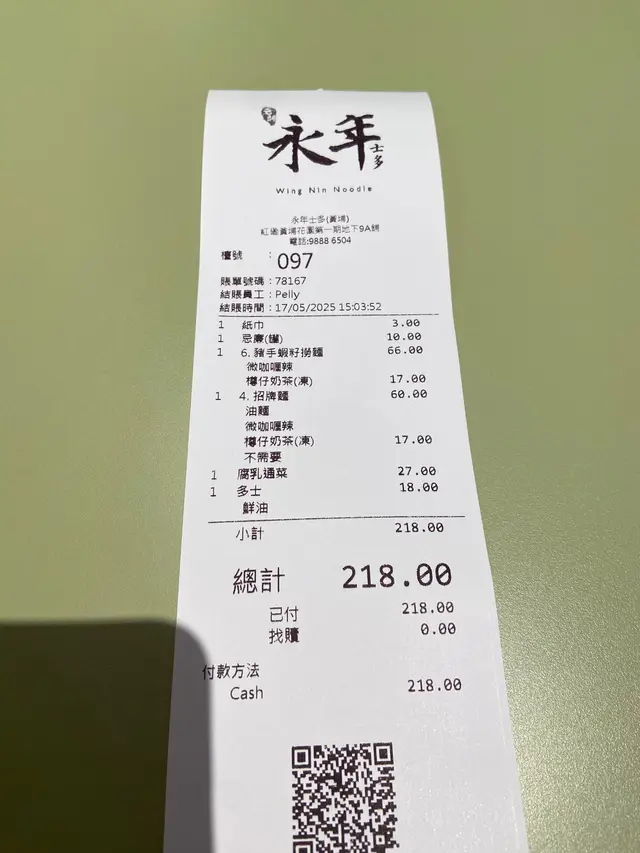 永年
士多
Wing Nin Noodle
永年士多(黃埔)
紅磡黃埔花園第一期地下9A舖
電話:9888 6504
檯號 : 097
賬單號碼 : 78167
結賬員工 : Pelly
結賬時間 : 17/05/2025 15:03:52
1 紙巾 3.00
1 忌廉(罐) 10.00
1 6. 豬手蝦籽撈麵 66.00
微咖喱辣
樽仔奶茶(凍) 17.00
1 4. 招牌麵 60.00
油麵
微咖喱辣
樽仔奶茶(凍) 17.00
不需要
1 腐乳通菜 27.00
1 多士 18.00
鮮油
小計 218.00
總計 218.00
已付 218.00
找贖 0.00
付款方法
Cash 218.00